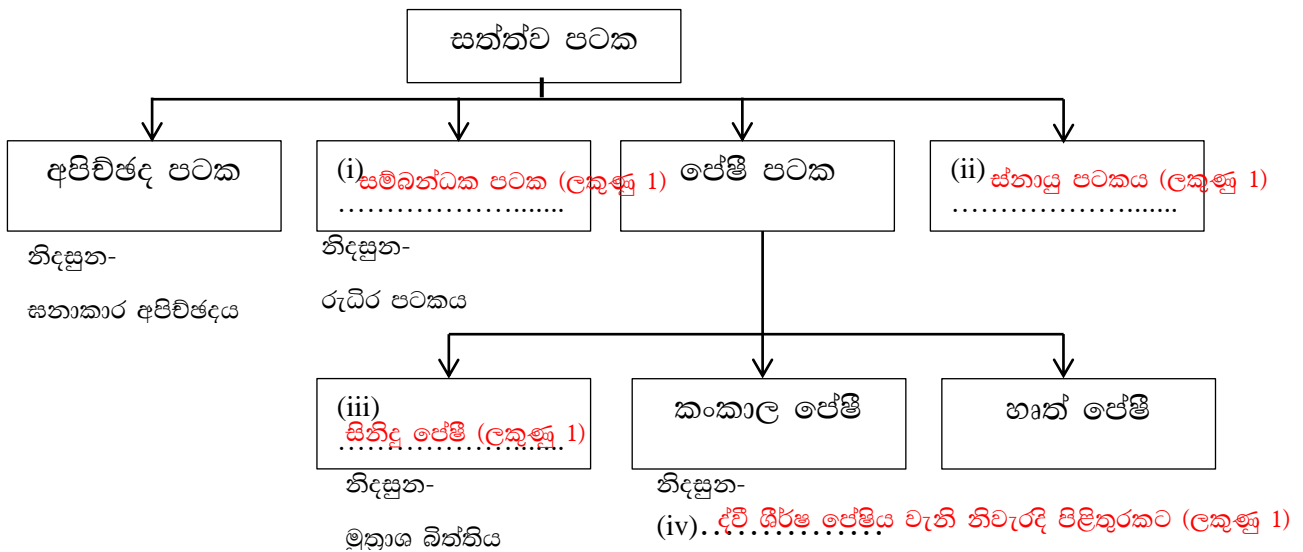 සත්ත්ව පටක
අපිච්ඡද පටක
(i) සම්බන්ධක පටක (ලකුණු 1)
.........................
පේෂී පටක
(ii) ස්නායු පටකය (ලකුණු 1)
.........................
නිදසුන-
ඝනාකාර අපිච්ඡදය
නිදසුන-
රුධිර පටකය
(iii)
සිනිඳු පේෂී (ලකුණු 1)
.........................
කංකාල පේෂී
හෘත් පේෂී
නිදසුන-
මුත්‍රාශ බිත්තිය
නිදසුන-
(iv)................ ද්වී ශීර්ෂ පේෂිය වැනි නිවැරදි පිළිතුරකට (ලකුණු 1)